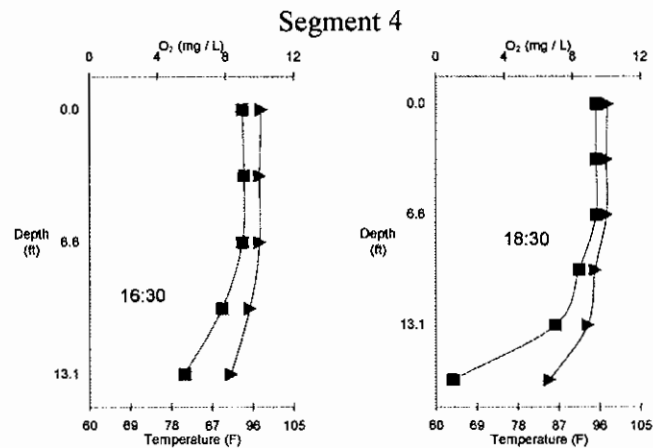 Segment 4
O₂ (mg / L)
0 4 8 12
0.0
6.6
13.1
Depth
(ft)
16:30
60 69 78 87 96 105
Temperature (F)
O₂ (mg / L)
0 4 8 12
0.0
6.6
13.1
Depth
(ft)
18:30
60 69 78 87 96 105
Temperature (F)